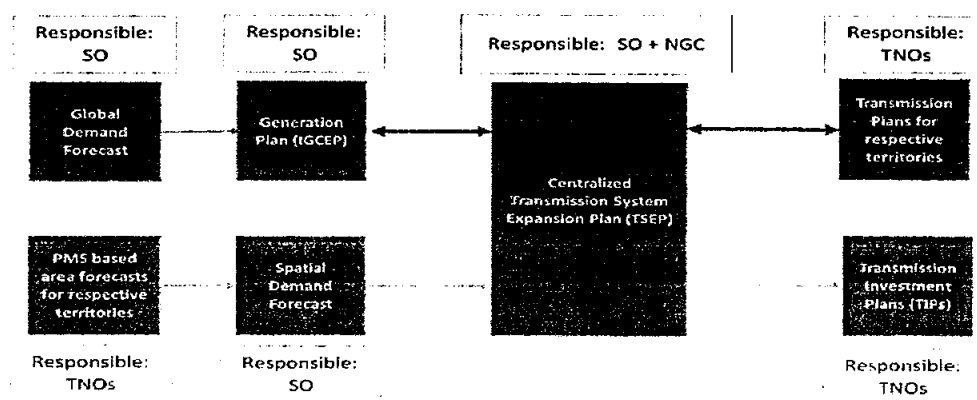 Responsible:
SO
Responsible:
SO
Responsible: SO + NGC
Responsible:
TNOs
Global
Demand
Forecast
Generation
Plan (IGCEP)
Centralized
Transmission System
Expansion Plan (TSEP)
Transmission
Plans for
respective
territories
PMS based
area forecasts
for respective
territories
Spatial
Demand
Forecast
Transmission
Investment
Plans (TIPs)
Responsible:
TNOs
Responsible:
SO
Responsible:
TNOs